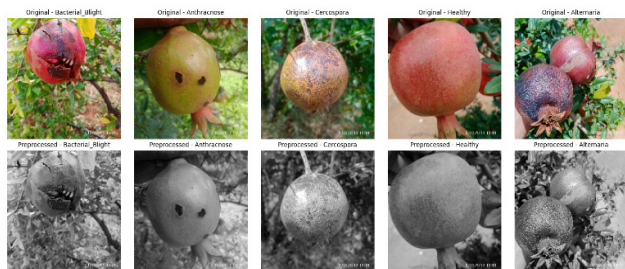 Original - Bacterial_Blight
Original - Anthracnose
Original - Cercospora
Original - Healthy
Original - Alternaria
Preprocessed - Bacterial_Blight
Preprocessed - Anthracnose
Preprocessed - Cercospora
Preprocessed - Healthy
Preprocessed - Alternaria